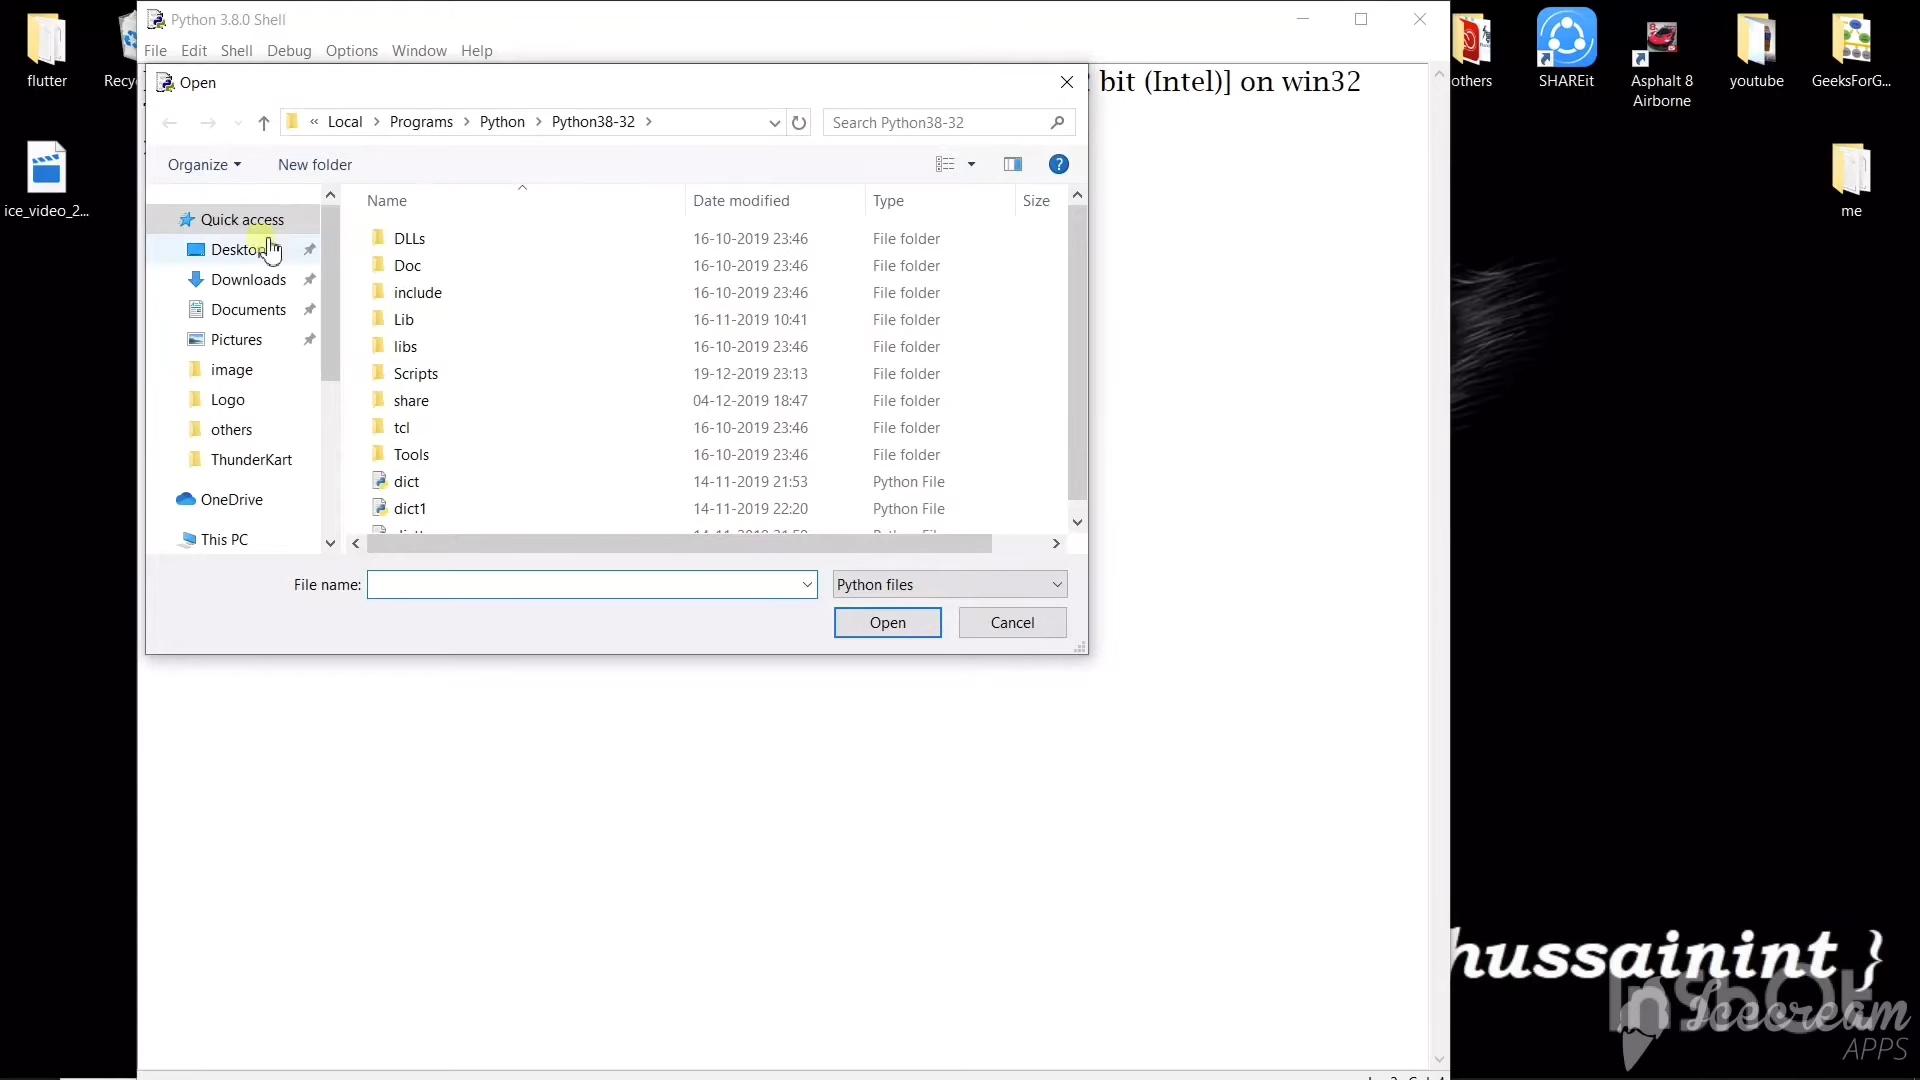 flutter
Recy
ice_video_2...
Python 3.8.0 Shell
File Edit Shell Debug Options Window Help
bit (Intel)] on win32
Open
« Local > Programs > Python > Python38-32 >
Search Python38-32
Organize
New folder
Name
Date modified
Type
Size
Quick access
Desktop
Downloads
Documents
Pictures
image
Logo
others
ThunderKart
OneDrive
This PC
DLLs 16-10-2019 23:46 File folder
Doc 16-10-2019 23:46 File folder
include 16-10-2019 23:46 File folder
Lib 16-11-2019 10:41 File folder
libs 16-10-2019 23:46 File folder
Scripts 19-12-2019 23:13 File folder
share 04-12-2019 18:47 File folder
tcl 16-10-2019 23:46 File folder
Tools 16-10-2019 23:46 File folder
dict 14-11-2019 21:53 Python File
dict1 14-11-2019 22:20 Python File
File name:
Python files
Open
Cancel
others
SHAREit
Asphalt 8
Airborne
youtube
GeeksForG...
me
hussainint }
InShOt
Icecream
APPS